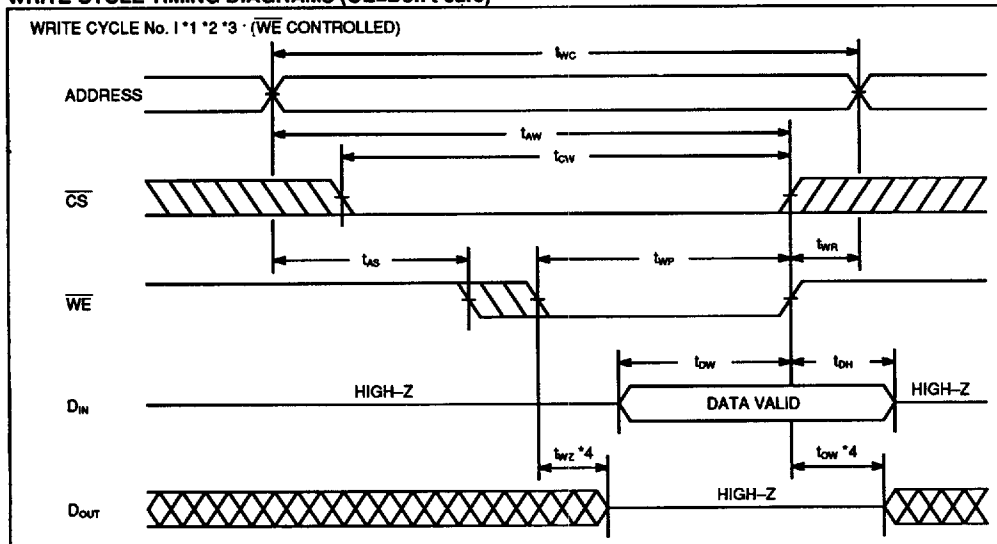 WRITE CYCLE No. I *1 *2 *3 · (WE CONTROLLED)
tWC
ADDRESS
tAW
tCW
CS
tAS
tWP
tWR
WE
tDW
tDH
HIGH–Z
DATA VALID
HIGH–Z
DIN
tWZ *4
tOW *4
HIGH–Z
DOUT